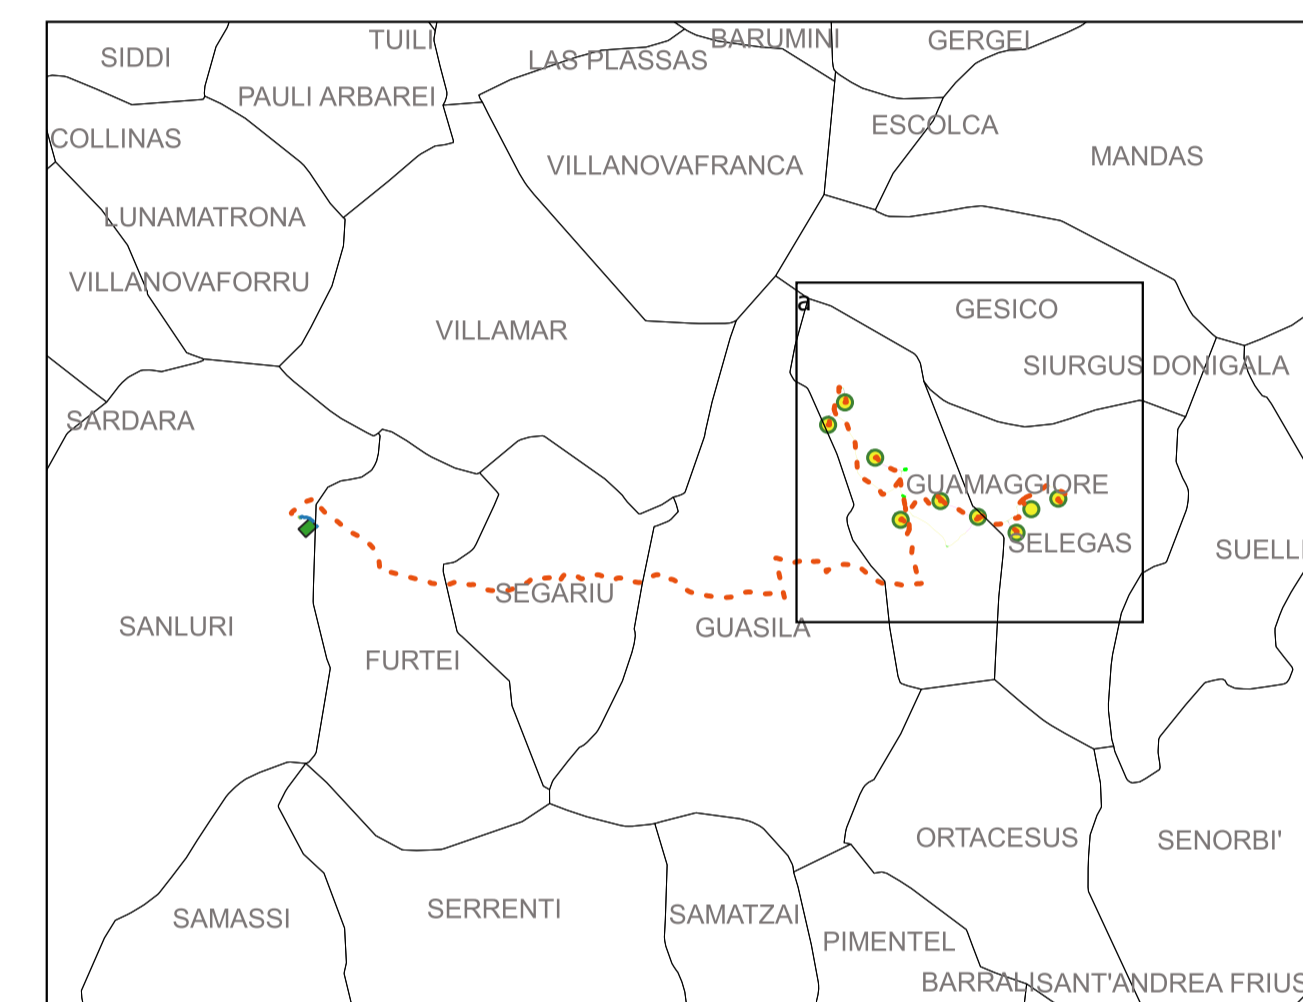 TUILI
BARUMINI
GERGEI
SIDDI
LAS PLASSAS
PAULI ARBAREI
ESCOLCA
COLLINAS
MANDAS
VILLANOVAFRANCA
LUNAMATRONA
VILLANOVAFORRU
a
GESICO
VILLAMAR
SIURGUS DONIGALA
SARDARA
GUAMAGGIORE
SELEGAS
SUELLI
SEGARIU
SANLURI
GUASILA
FURTEI
ORTACESUS
SENORBI'
SERRENTI
SAMATZAI
SAMASSI
PIMENTEL
BARRALI
SANT'ANDREA FRIUS